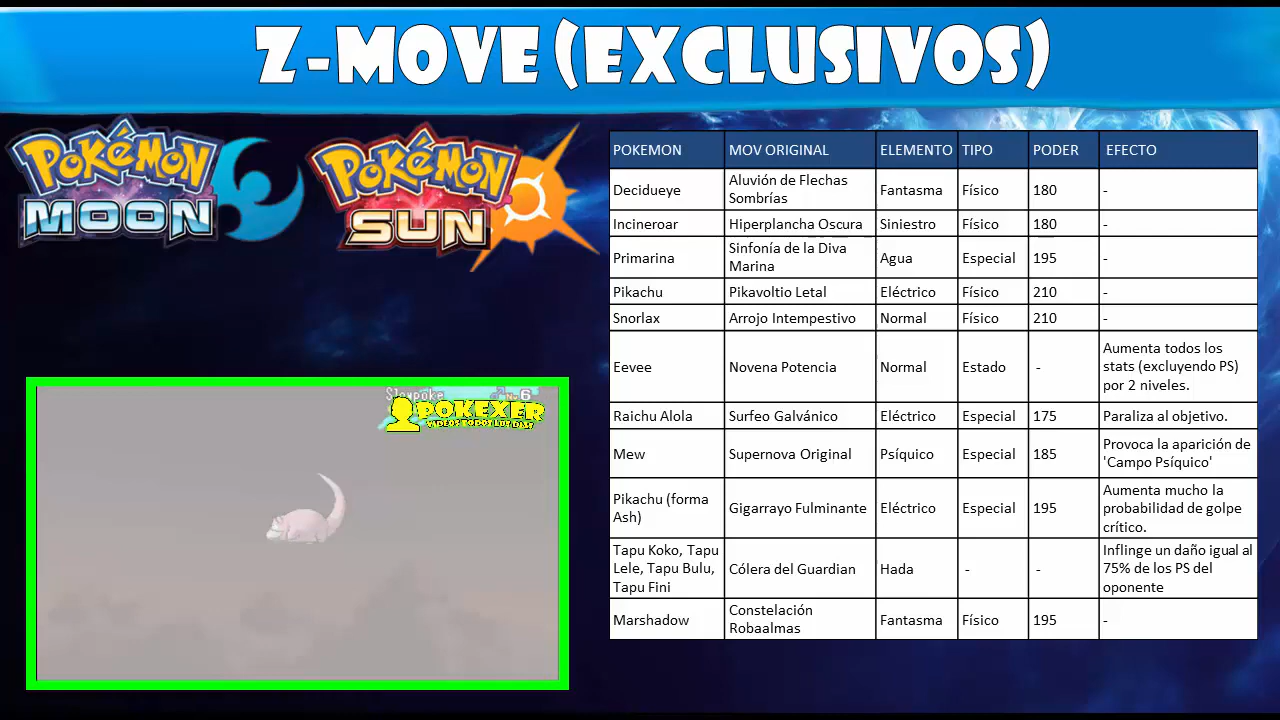 Z-MOVE (EXCLUSIVOS)
POKéMON
MOON
POKéMON
SUN
Slowpoke Nv. 6
POKEXER
VIDEOS TODOS LOS DIAS
POKEMON MOV ORIGINAL ELEMENTO TIPO PODER EFECTO
Decidueye Aluvión de Flechas Sombrías Fantasma Físico 180 -
Incineroar Hiperplancha Oscura Siniestro Físico 180 -
Primarina Sinfonía de la Diva Marina Agua Especial 195 -
Pikachu Pikavoltio Letal Eléctrico Físico 210 -
Snorlax Arrojo Intempestivo Normal Físico 210 -
Eevee Novena Potencia Normal Estado - Aumenta todos los stats (excluyendo PS) por 2 niveles.
Raichu Alola Surfeo Galvánico Eléctrico Especial 175 Paraliza al objetivo.
Mew Supernova Original Psíquico Especial 185 Provoca la aparición de 'Campo Psíquico'
Pikachu (forma Ash) Gigarrayo Fulminante Eléctrico Especial 195 Aumenta mucho la probabilidad de golpe crítico.
Tapu Koko, Tapu Lele, Tapu Bulu, Tapu Fini Cólera del Guardian Hada - - Inflinge un daño igual al 75% de los PS del oponente
Marshadow Constelación Robaalmas Fantasma Físico 195 -